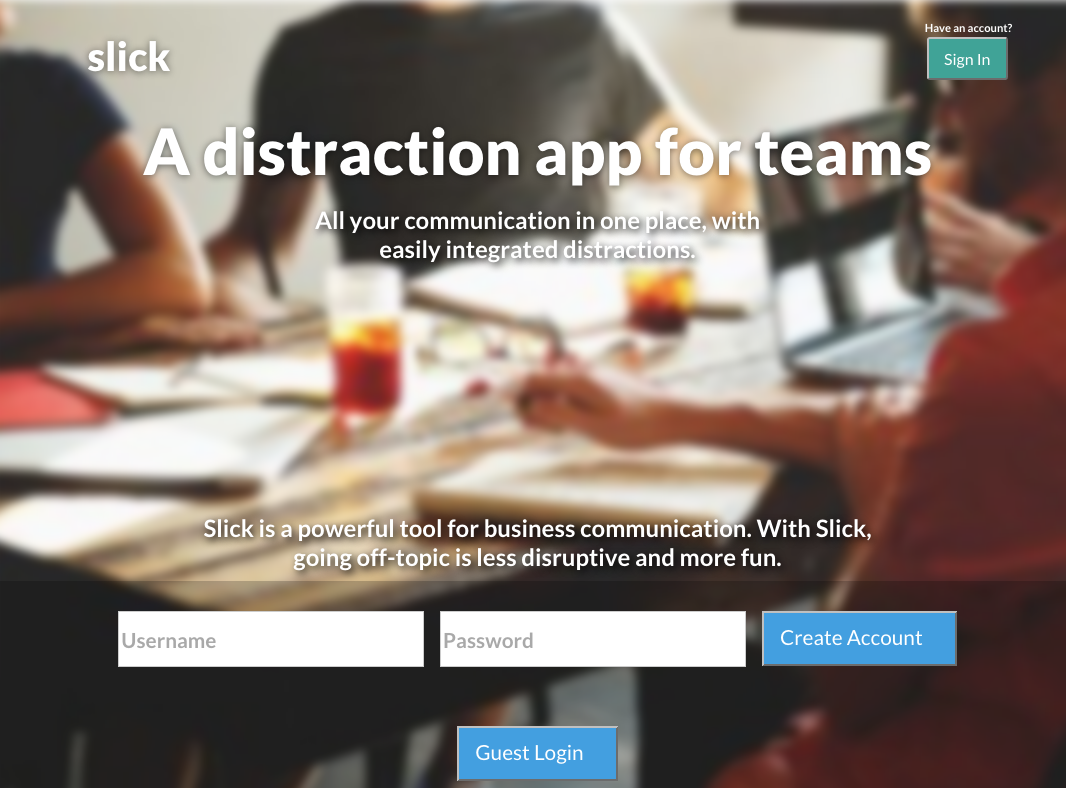 slick
Have an account?
Sign In
A distraction app for teams
All your communication in one place, with
easily integrated distractions.
Slick is a powerful tool for business communication. With Slick,
going off-topic is less disruptive and more fun.
Username
Password
Create Account
Guest Login